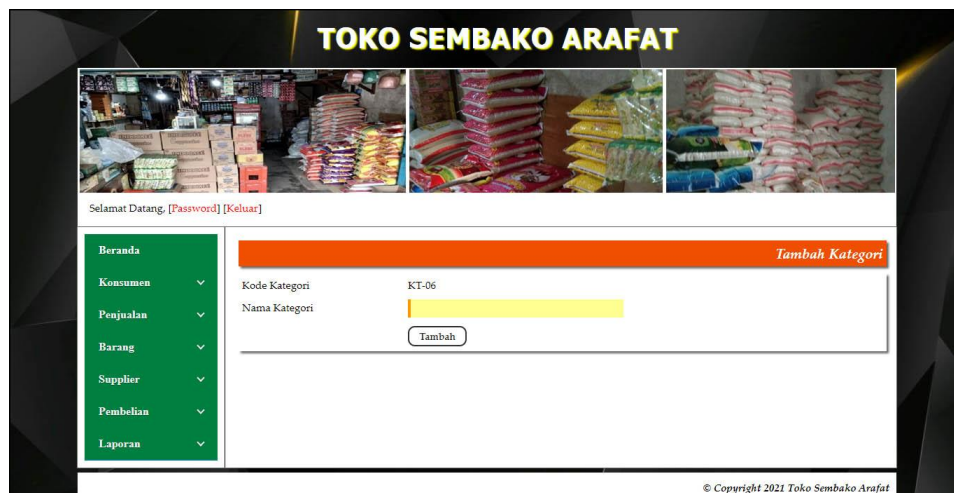 TOKO SEMBAKO ARAFAT
Selamat Datang, [Password] [Keluar]
Beranda
Konsumen
Penjualan
Barang
Supplier
Pembelian
Laporan
Tambah Kategori
Kode Kategori KT-06
Nama Kategori
Tambah
© Copyright 2021 Toko Sembako Arafat